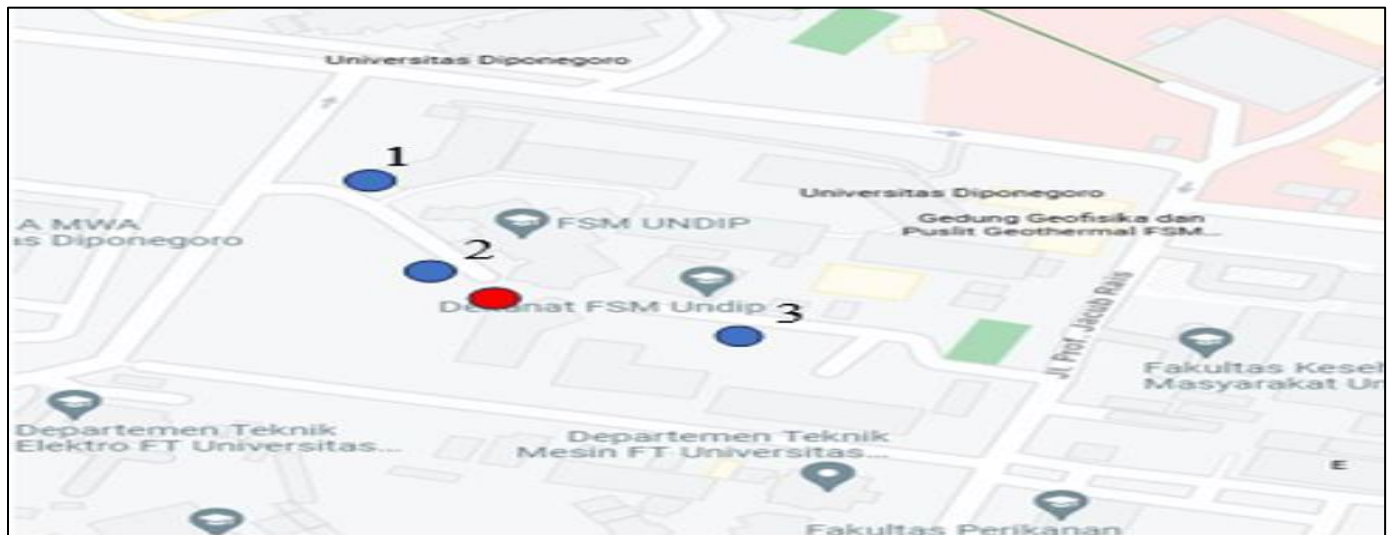 Universitas Diponegoro
1
Universitas Diponegoro
A MWA
as Diponegoro
FSM UNDIP
Gedung Geofisika dan
Puslit Geothermal FSM...
2
Dekanat FSM Undip
3
Jl. Prof. Jacub Rais
Fakultas Keseh
Masyarakat Un
Departemen Teknik
Elektro FT Universitas...
Departemen Teknik
Mesin FT Universitas...
E
Fakultas Perikanan